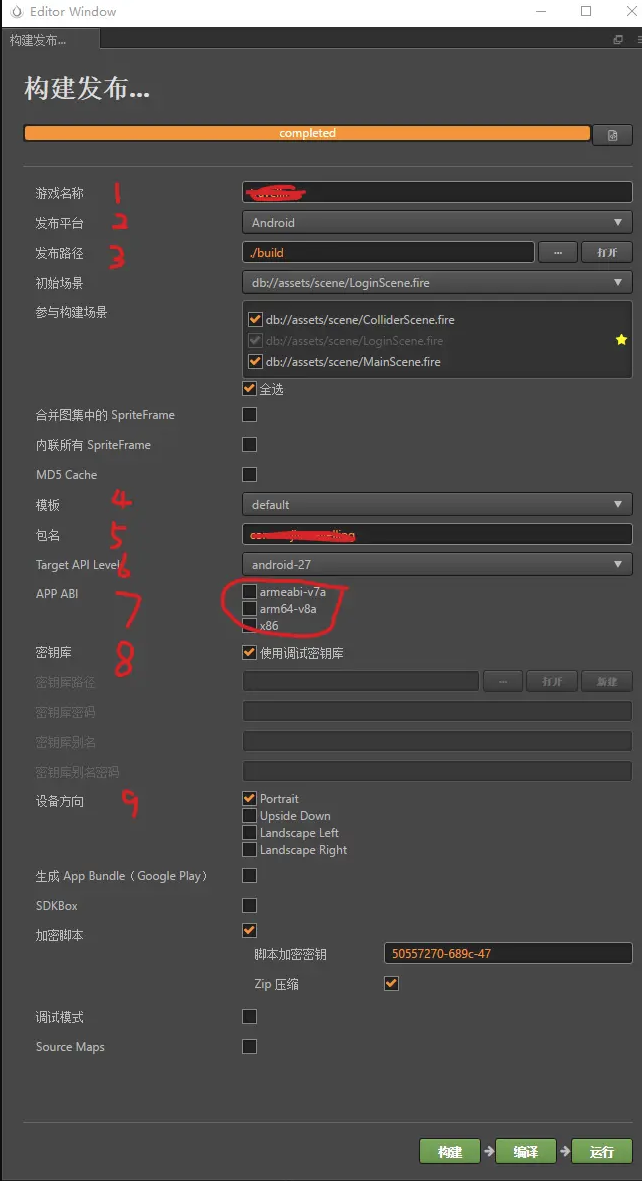 Editor Window
构建发布...
构建发布...
completed
游戏名称 1
发布平台 2 Android
发布路径 3 ./build ... 打开
初始场景 db://assets/scene/LoginScene.fire
参与构建场景
db://assets/scene/ColliderScene.fire
db://assets/scene/LoginScene.fire
db://assets/scene/MainScene.fire
全选
合并图集中的 SpriteFrame
内联所有 SpriteFrame
MD5 Cache
模板 4 default
包名 5
Target API Level 6 android-27
APP ABI 7 armeabi-v7a
arm64-v8a
x86
密钥库 8 使用调试密钥库
密钥库路径 ... 打开 新建
密钥库密码
密钥库别名
密钥库别名密码
设备方向 9 Portrait
Upside Down
Landscape Left
Landscape Right
生成 App Bundle（Google Play）
SDKBox
加密脚本
脚本加密密钥 50557270-689c-47
Zip 压缩
调试模式
Source Maps
构建 编译 运行